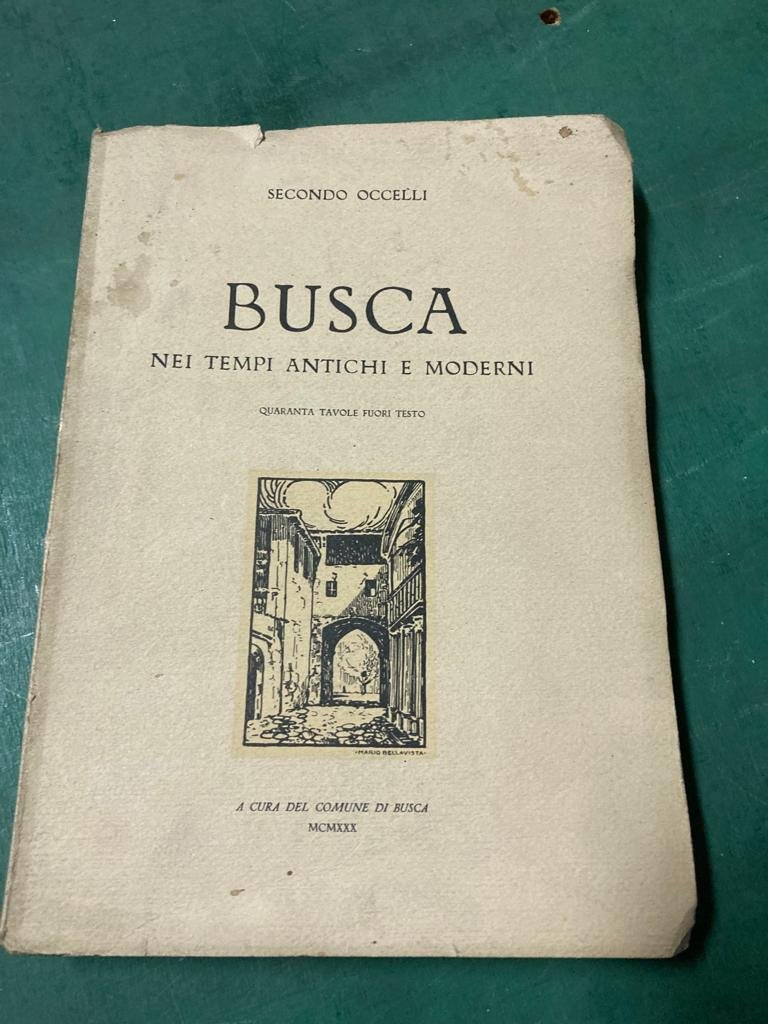 SECONDO OCCELLI
BUSCA
NEI TEMPI ANTICHI E MODERNI
QUARANTA TAVOLE FUORI TESTO
·MARIO BELLAVISTA·
A CURA DEL COMUNE DI BUSCA
MCMXXX